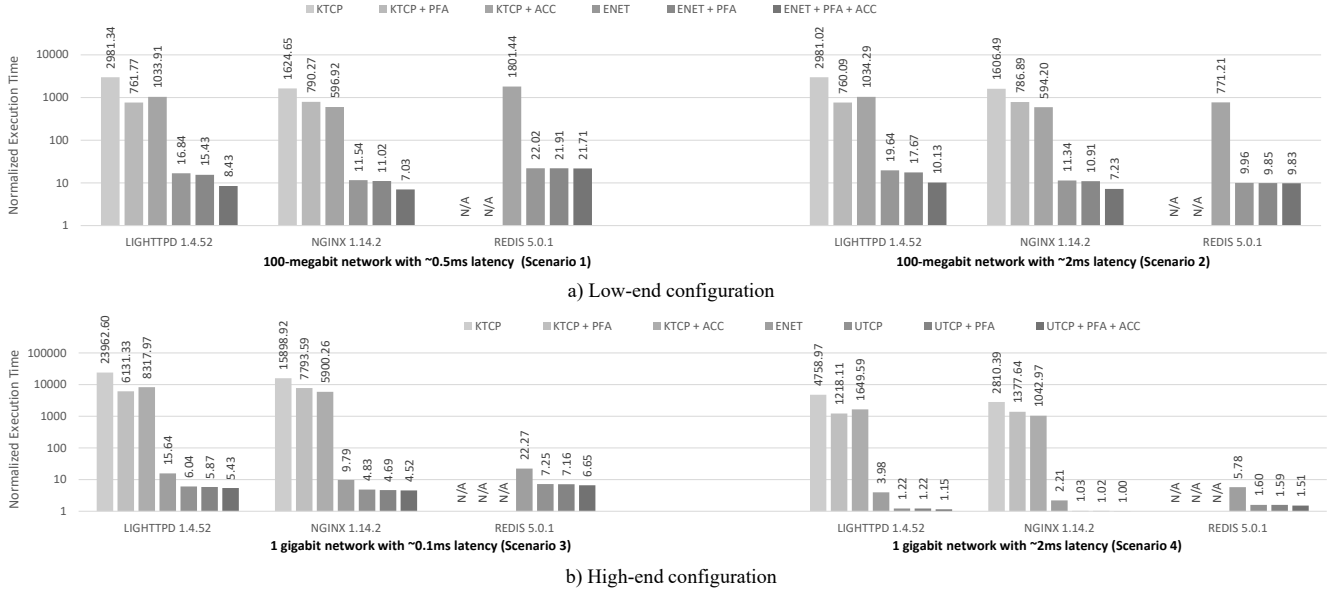 KTCP KTCP + PFA KTCP + ACC ENET ENET + PFA ENET + PFA + ACC
Normalized Execution Time
10000
1000
100
10
1
2981.34 761.77 1033.91 16.84 15.43 8.43
1624.65 790.27 596.92 11.54 11.02 7.03
N/A N/A 1801.44 22.02 21.91 21.71
2981.02 760.09 1034.29 19.64 17.67 10.13
1606.49 786.89 594.20 11.34 10.91 7.23
N/A N/A 771.21 9.96 9.85 9.83
LIGHTTPD 1.4.52 NGINX 1.14.2 REDIS 5.0.1 LIGHTTPD 1.4.52 NGINX 1.14.2 REDIS 5.0.1
100-megabit network with ~0.5ms latency (Scenario 1) 100-megabit network with ~2ms latency (Scenario 2)
a) Low-end configuration
KTCP KTCP + PFA KTCP + ACC ENET UTCP UTCP + PFA UTCP + PFA + ACC
Normalized Execution Time
100000
10000
1000
100
10
1
23962.60 6131.33 8317.97 15.64 6.04 5.87 5.43
15898.92 7793.59 5900.26 9.79 4.83 4.69 4.52
N/A N/A N/A 22.27 7.25 7.16 6.65
4758.97 1218.11 1649.59 3.98 1.22 1.22 1.15
2810.39 1377.64 1042.97 2.21 1.03 1.02 1.00
N/A N/A N/A 5.78 1.60 1.59 1.51
LIGHTTPD 1.4.52 NGINX 1.14.2 REDIS 5.0.1 LIGHTTPD 1.4.52 NGINX 1.14.2 REDIS 5.0.1
1 gigabit network with ~0.1ms latency (Scenario 3) 1 gigabit network with ~2ms latency (Scenario 4)
b) High-end configuration